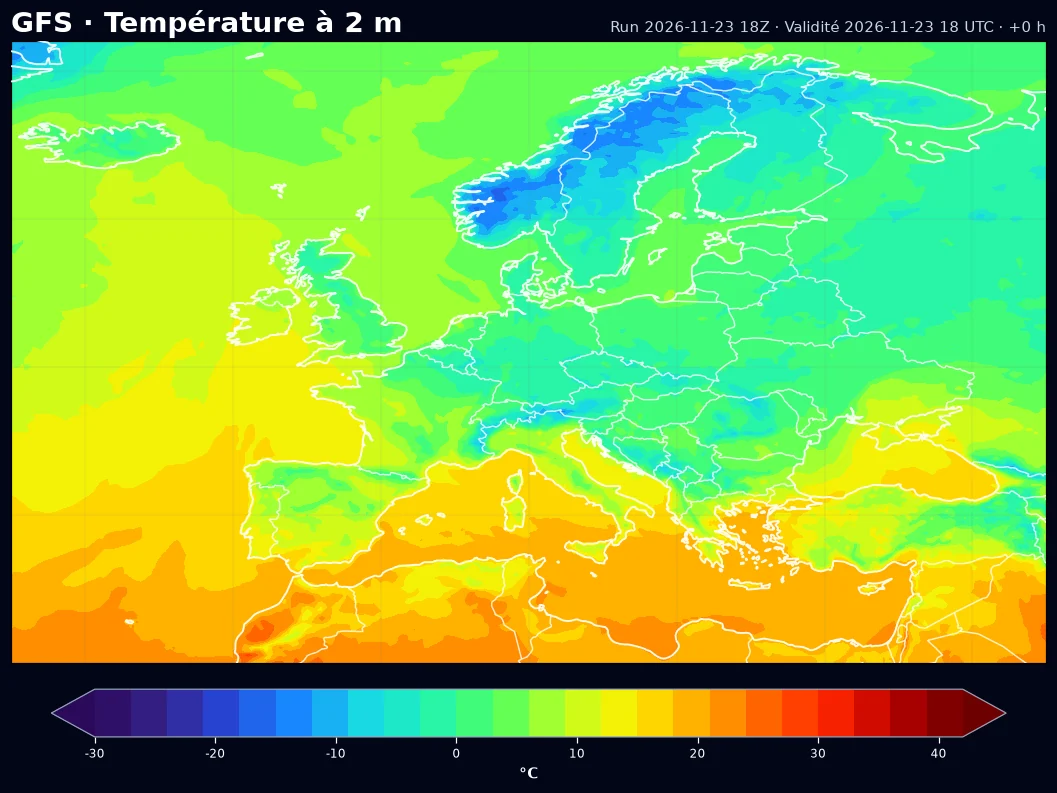 GFS · Température à 2 m
Run 2026-11-23 18Z · Validité 2026-11-23 18 UTC · +0 h
-30 -20 -10 0 10 20 30 40
°C